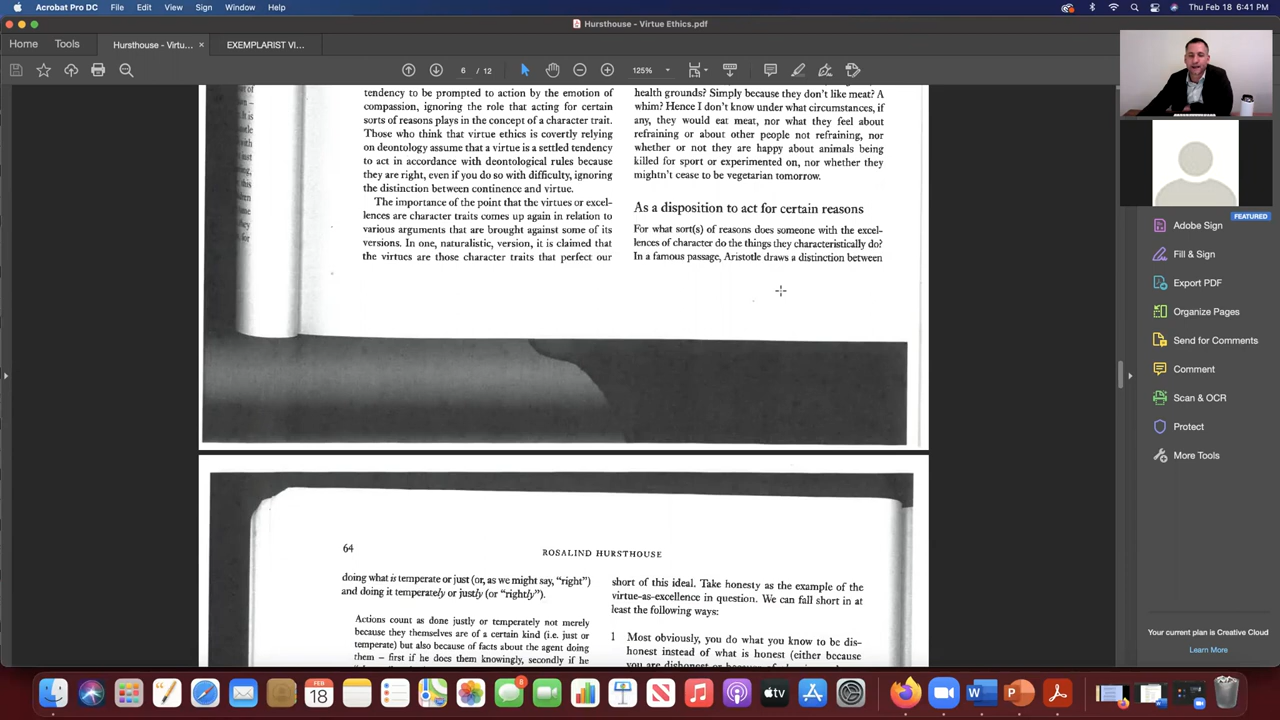 Acrobat Pro DC File Edit View Sign Window Help
Thu Feb 18 6:41 PM
Hursthouse - Virtue Ethics.pdf
Home Tools Hursthouse - Virtu... × EXEMPLARIST VI...
6 / 12 125%
tendency to be prompted to action by the emotion of
compassion, ignoring the role that acting for certain
sorts of reasons plays in the concept of a character trait.
Those who think that virtue ethics is covertly relying
on deontology assume that a virtue is a settled tendency
to act in accordance with deontological rules because
they are right, even if you do so with difficulty, ignoring
the distinction between continence and virtue.
The importance of the point that the virtues or excel-
lences are character traits comes up again in relation to
various arguments that are brought against some of its
versions. In one, naturalistic, version, it is claimed that
the virtues are those character traits that perfect our
health grounds? Simply because they don't like meat? A
whim? Hence I don't know under what circumstances, if
any, they would eat meat, nor what they feel about
refraining or about other people not refraining, nor
whether or not they are happy about animals being
killed for sport or experimented on, nor whether they
mightn't cease to be vegetarian tomorrow.
As a disposition to act for certain reasons
For what sort(s) of reasons does someone with the excel-
lences of character do the things they characteristically do?
In a famous passage, Aristotle draws a distinction between
64
ROSALIND HURSTHOUSE
doing what is temperate or just (or, as we might say, "right")
and doing it temperately or justly (or "rightly").
Actions count as done justly or temperately not merely
because they themselves are of a certain kind (i.e. just or
temperate) but also because of facts about the agent doing
them – first if he does them knowingly, secondly if he
short of this ideal. Take honesty as the example of the
virtue-as-excellence in question. We can fall short in at
least the following ways:
1 Most obviously, you do what you know to be dis-
honest instead of what is honest (either because
FEATURED
Adobe Sign
Fill & Sign
Export PDF
Organize Pages
Send for Comments
Comment
Scan & OCR
Protect
More Tools
Your current plan is Creative Cloud
Learn More
8
FEB
18